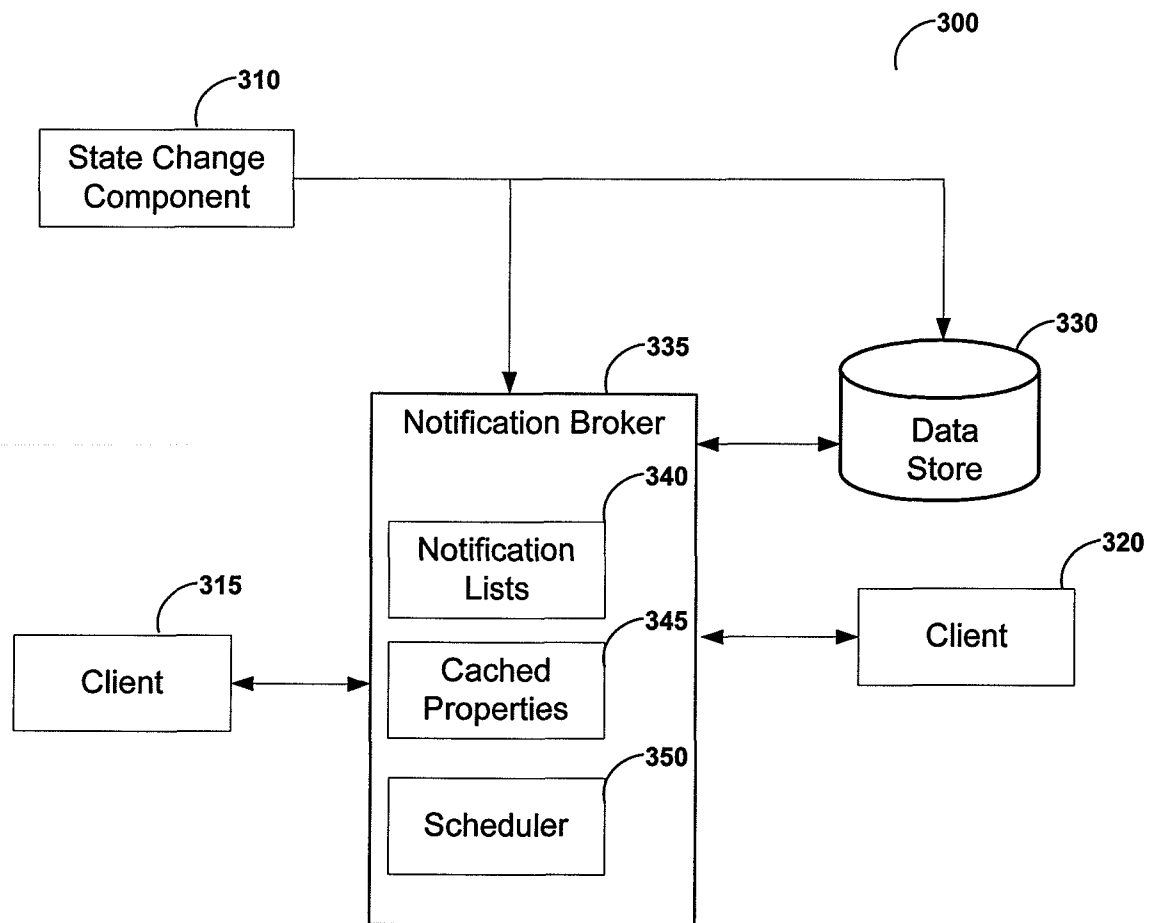 300
310
State Change
Component
330
335
Notification Broker
Data
Store
340
Notification
Lists
320
315
Client
345
Client
Cached
Properties
350
Scheduler